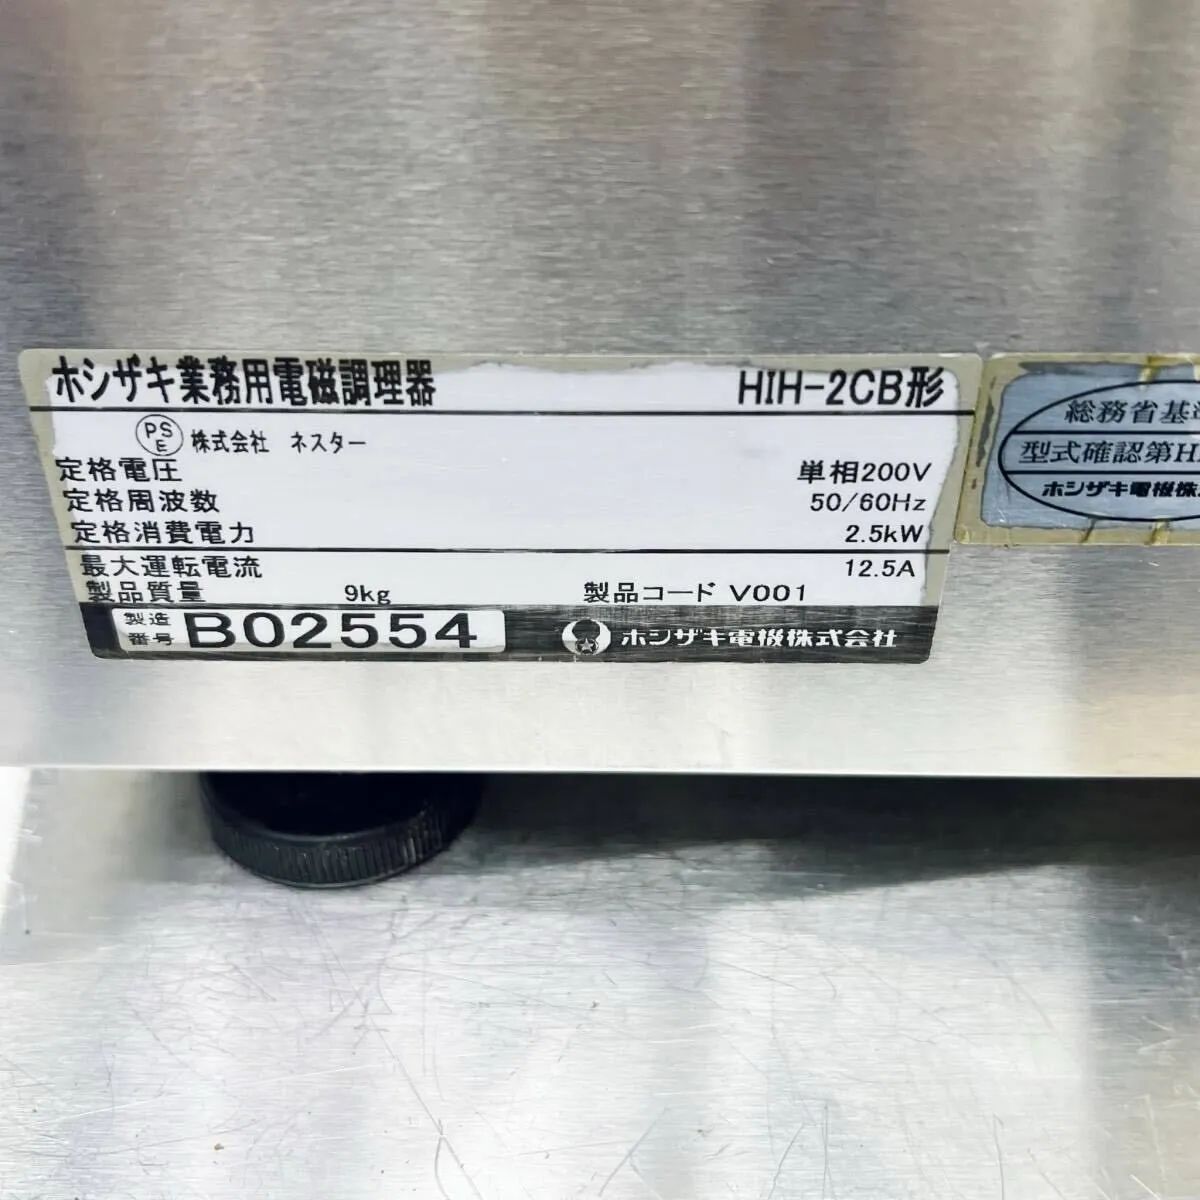 ホシザキ業務用電磁調理器 HIH-2CB形
PSE 株式会社 ネスター
定格電圧 単相200V
定格周波数 50/60Hz
定格消費電力 2.5kW
最大運転電流 12.5A
製品質量 9kg 製品コード V001
製造番号 B02554 ホシザキ電機株式会社
総務省基準
型式確認第H
ホシザキ電機株